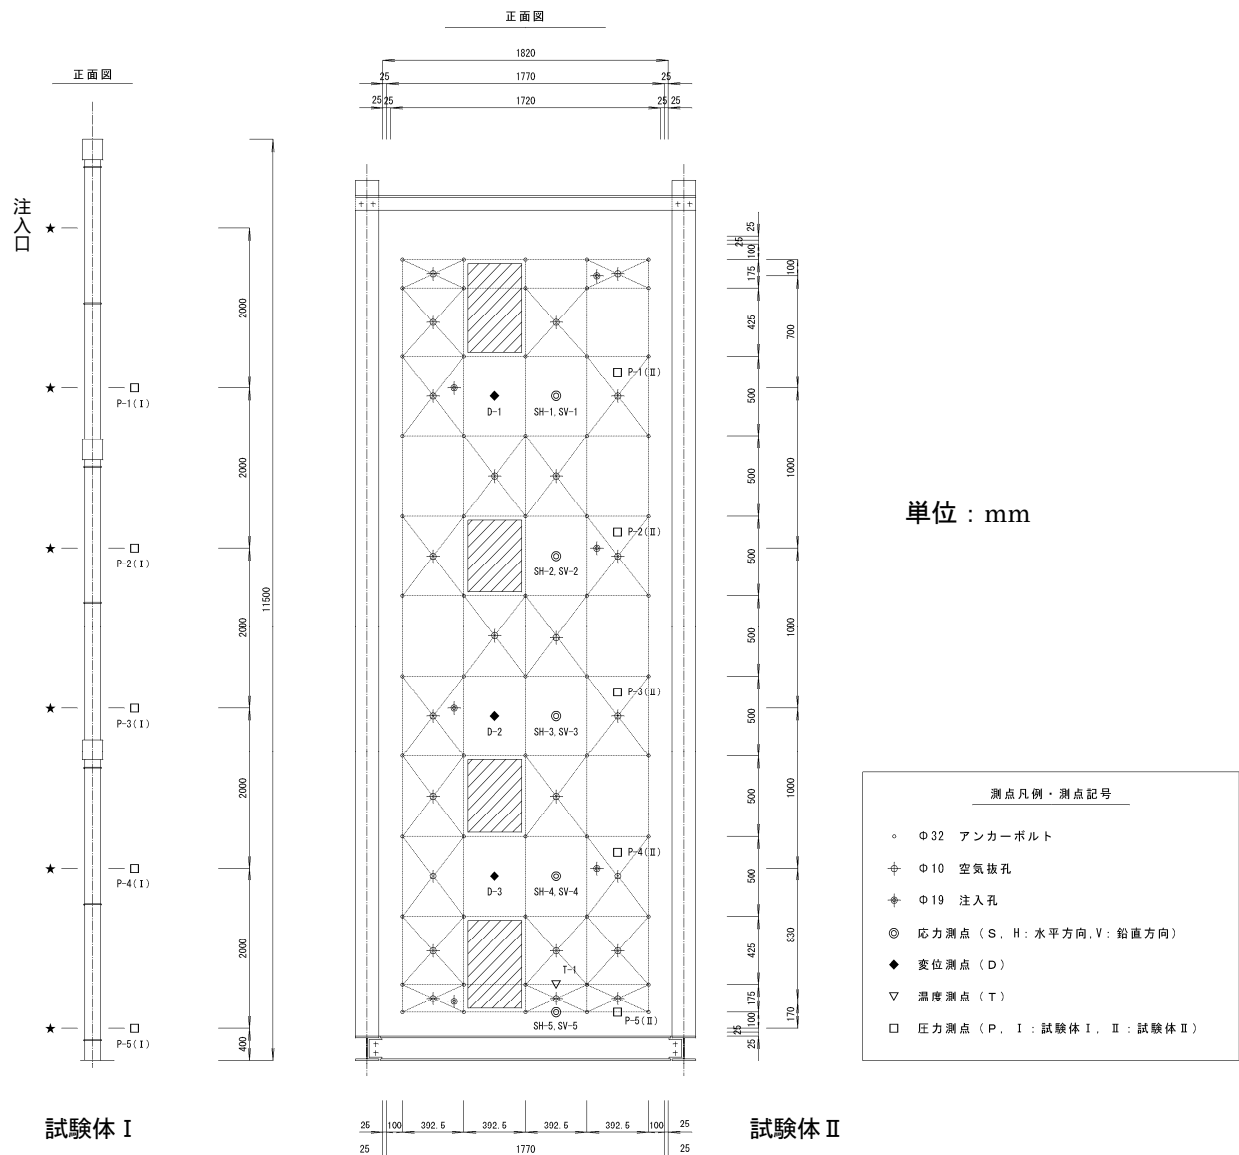 正面図
正面図
1820
25 1770 25
25 25 1720 25 25
注入口
P-1(Ⅰ)
P-2(Ⅰ)
P-3(Ⅰ)
P-4(Ⅰ)
P-5(Ⅰ)
2000
2000
2000
2000
2000
400
11500
P-1(Ⅱ)
D-1
SH-1,SV-1
P-2(Ⅱ)
SH-2,SV-2
P-3(Ⅱ)
D-2
SH-3,SV-3
P-4(Ⅱ)
D-3
SH-4,SV-4
T-1
SH-5,SV-5
P-5(Ⅱ)
25
25
100
175
425
500
500
500
500
500
500
500
425
175
100
25
25
100
700
1000
1000
1000
830
170
単位：mm
測点凡例・測点記号
Φ32 アンカーボルト
Φ10 空気抜孔
Φ19 注入孔
応力測点（S, H：水平方向,V：鉛直方向）
変位測点（D）
温度測点（T）
圧力測点（P, Ⅰ：試験体Ⅰ, Ⅱ：試験体Ⅱ）
25 100 392.5 392.5 392.5 392.5 100 25
25 1770 25
試験体Ⅰ
試験体Ⅱ